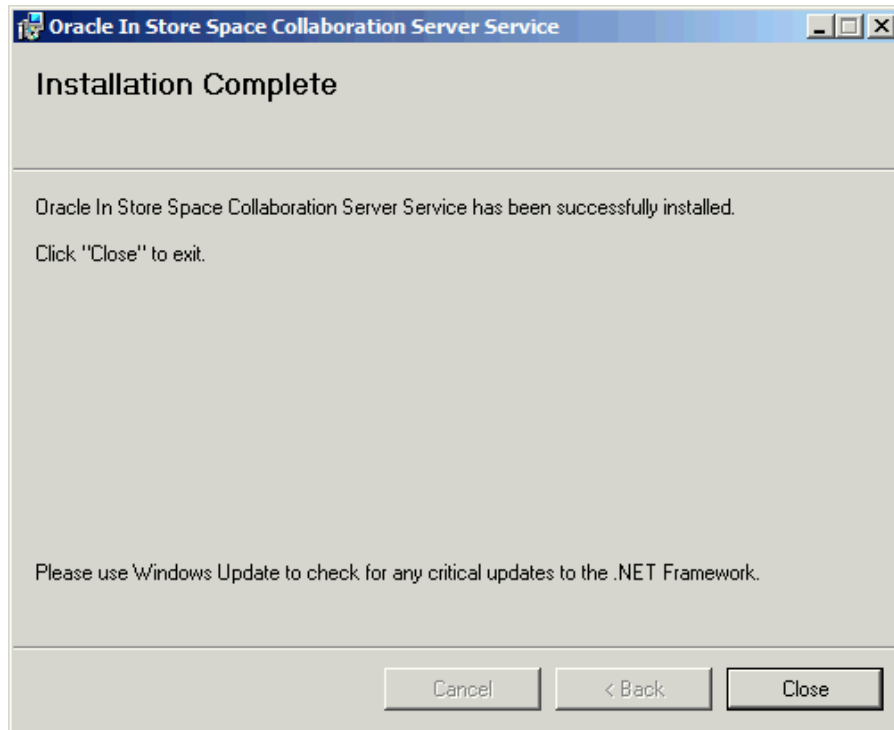 Oracle In Store Space Collaboration Server Service
Installation Complete
Oracle In Store Space Collaboration Server Service has been successfully installed.
Click "Close" to exit.
Please use Windows Update to check for any critical updates to the .NET Framework.
Cancel
< Back
Close